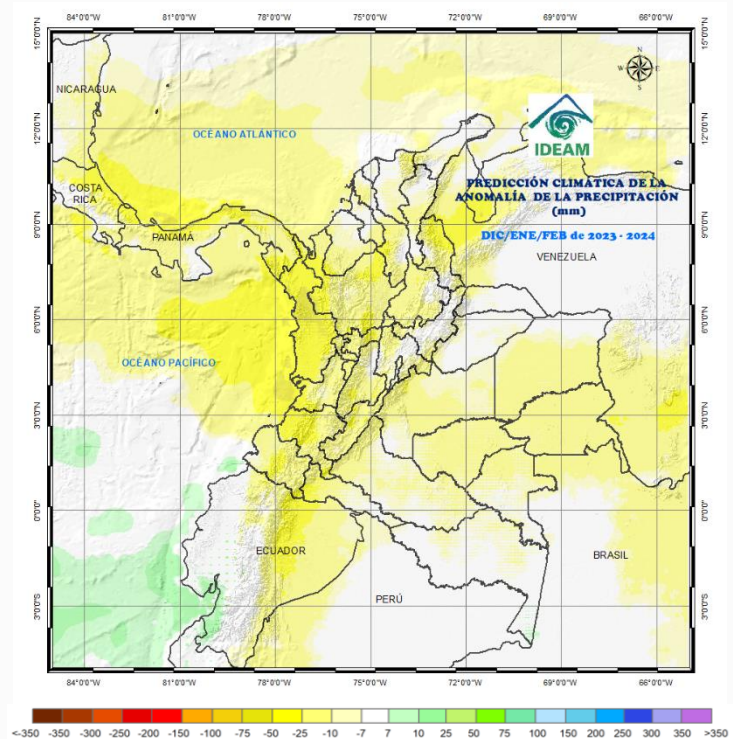 84°0'0"W 81°0'0"W 78°0'0"W 75°0'0"W 72°0'0"W 69°0'0"W 66°0'0"W
15°0'0"N 15°0'0"N
NICARAGUA
N
W E
S
12°0'0"N 12°0'0"N
OCÉANO ATLÁNTICO
IDEAM
COSTA
RICA
PREDICCIÓN CLIMÁTICA DE LA
ANOMALÍA DE LA PRECIPITACIÓN
(mm)
9°0'0"N 9°0'0"N
PANAMÁ
DIC/ENE/FEB de 2023 - 2024
VENEZUELA
6°0'0"N 6°0'0"N
OCÉANO PACÍFICO
3°0'0"N 3°0'0"N
0°0'0" 0°0'0"
ECUADOR
BRASIL
PERÚ
3°0'0"S 3°0'0"S
84°0'0"W 81°0'0"W 78°0'0"W 75°0'0"W 72°0'0"W 69°0'0"W 66°0'0"W
<-350 -350 -300 -250 -200 -150 -100 -75 -50 -25 -10 -7 7 10 25 50 75 100 150 200 250 300 350 >350